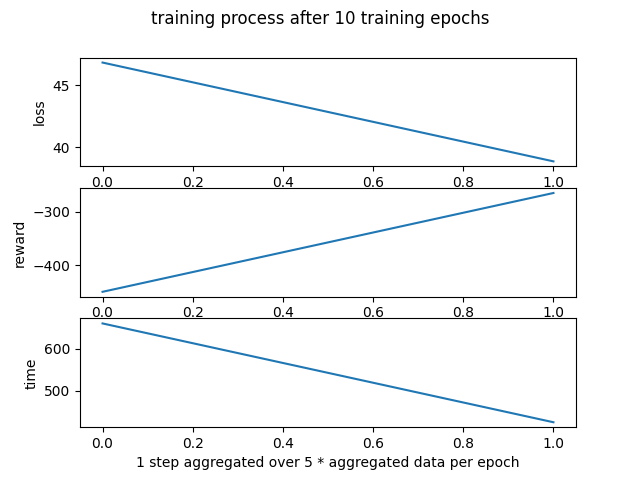 training process after 10 training epochs
45
40
loss
0.0 0.2 0.4 0.6 0.8 1.0
−300
−400
reward
0.0 0.2 0.4 0.6 0.8 1.0
600
500
time
0.0 0.2 0.4 0.6 0.8 1.0
1 step aggregated over 5 * aggregated data per epoch